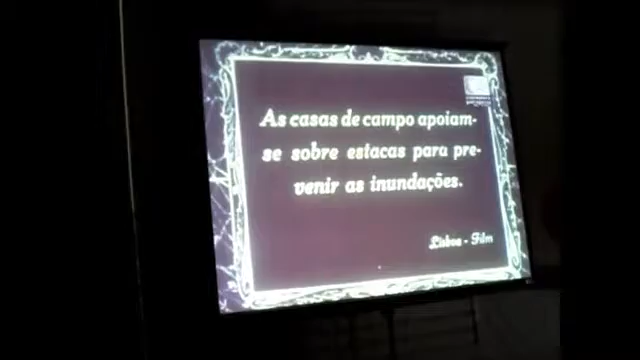 As casas de campo apoiam-
se sobre estacas para pre-
venir as inundações.
Lisboa - Film